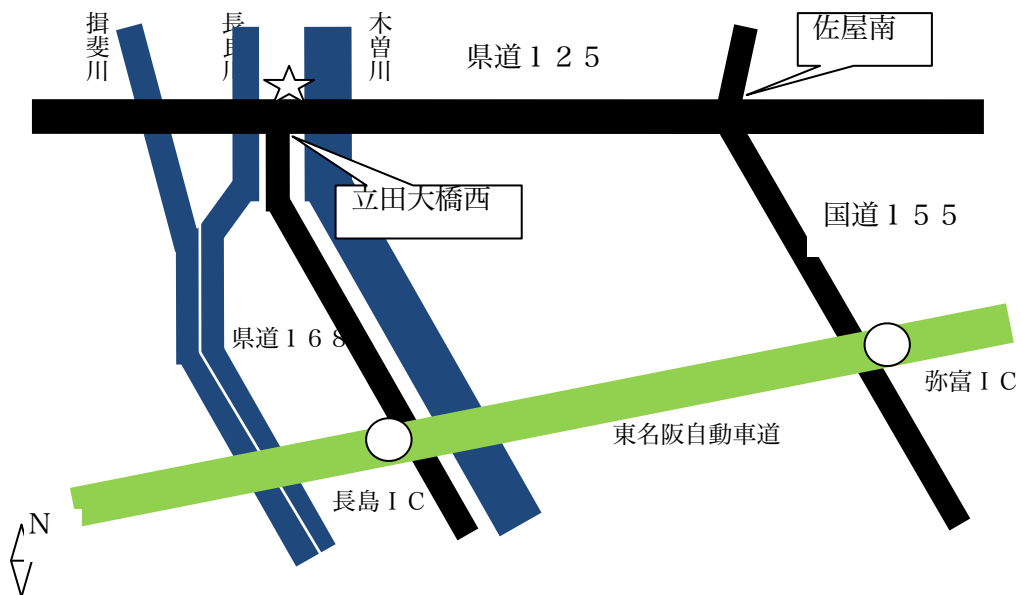 揖斐川
長良川
木曽川
県道１２５
佐屋南
立田大橋西
国道１５５
県道１６８
弥富ＩＣ
東名阪自動車道
長島ＩＣ
N